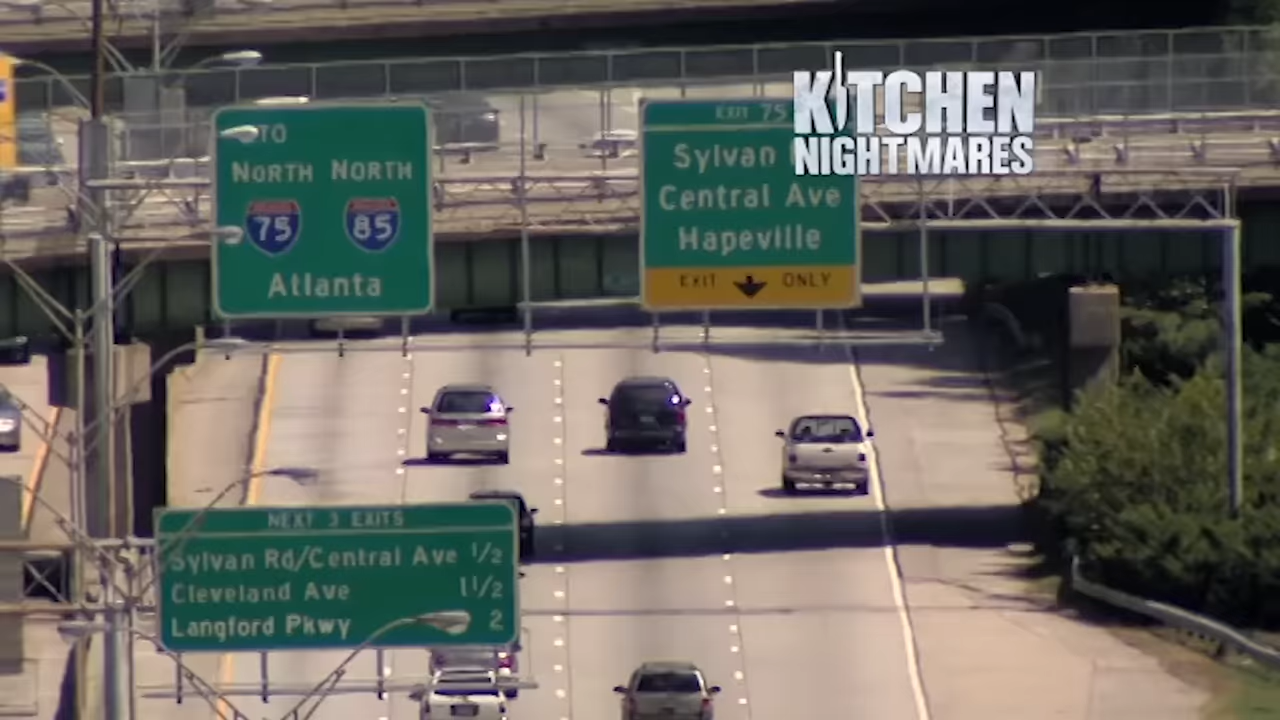 KITCHEN
NIGHTMARES
TO
NORTH NORTH
75 85
Atlanta
EXIT 75
Sylvan
Central Ave
Hapeville
EXIT ONLY
NEXT 3 EXITS
Sylvan Rd/Central Ave 1/2
Cleveland Ave 1 1/2
Langford Pkwy 2